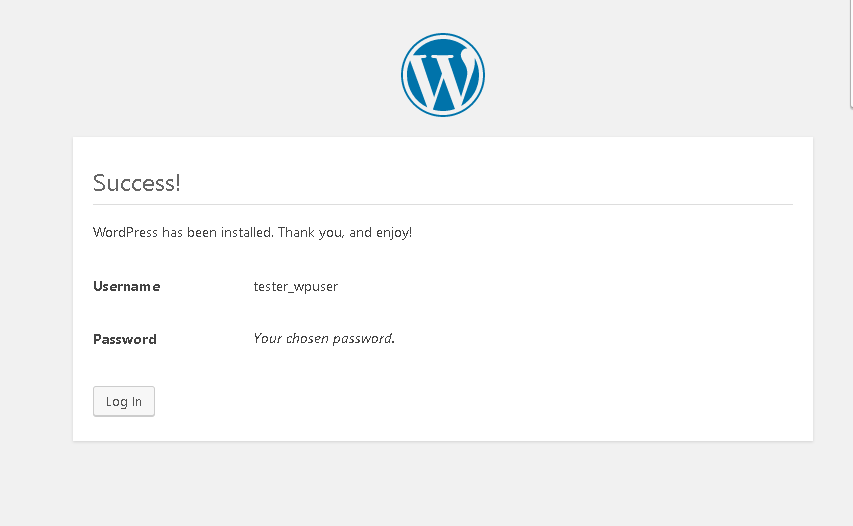 Success!
WordPress has been installed. Thank you, and enjoy!
Username tester_wpuser
Password Your chosen password.
Log In